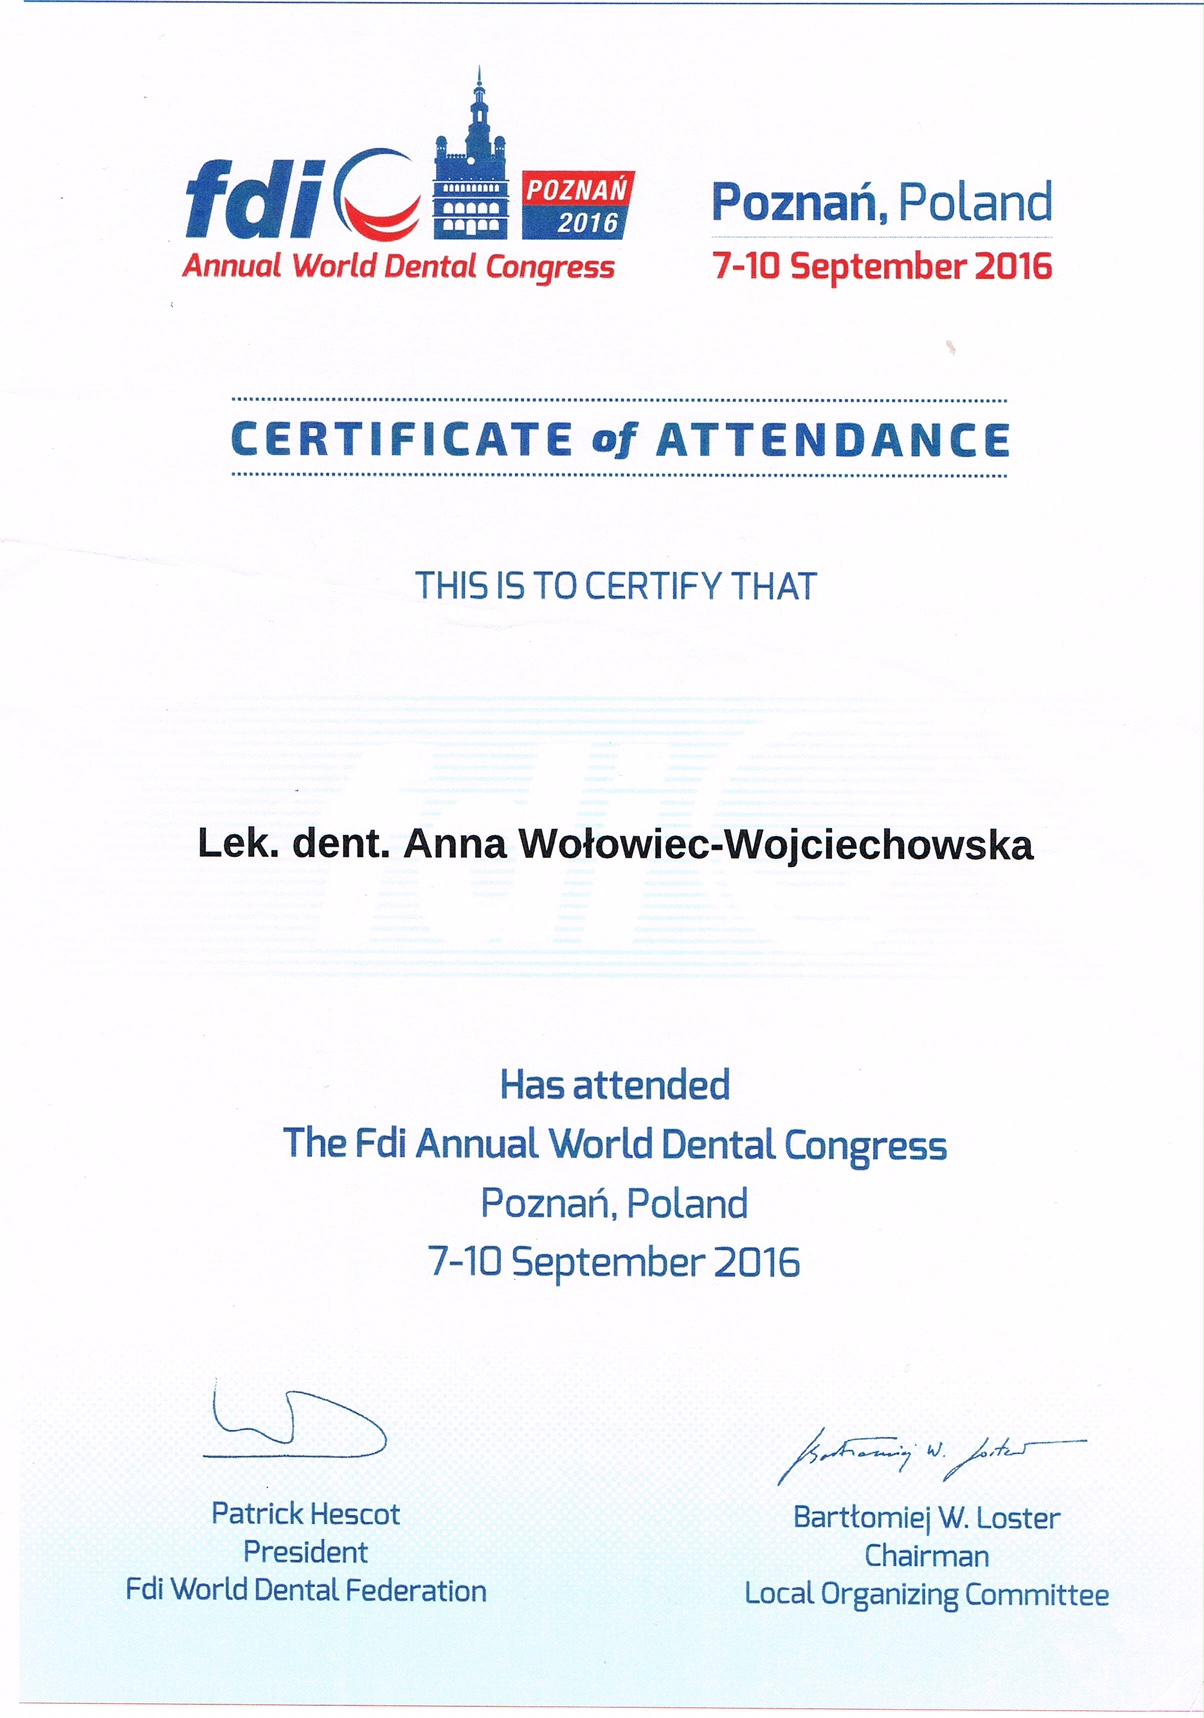 fdi
POZNAŃ
2016
Annual World Dental Congress
Poznań, Poland
7-10 September 2016
CERTIFICATE of ATTENDANCE
THIS IS TO CERTIFY THAT
fdi
Lek. dent. Anna Wołowiec-Wojciechowska
Has attended
The Fdi Annual World Dental Congress
Poznań, Poland
7-10 September 2016
Bartłomiej W. Loster
Patrick Hescot
President
Fdi World Dental Federation
Bartłomiej W. Loster
Chairman
Local Organizing Committee